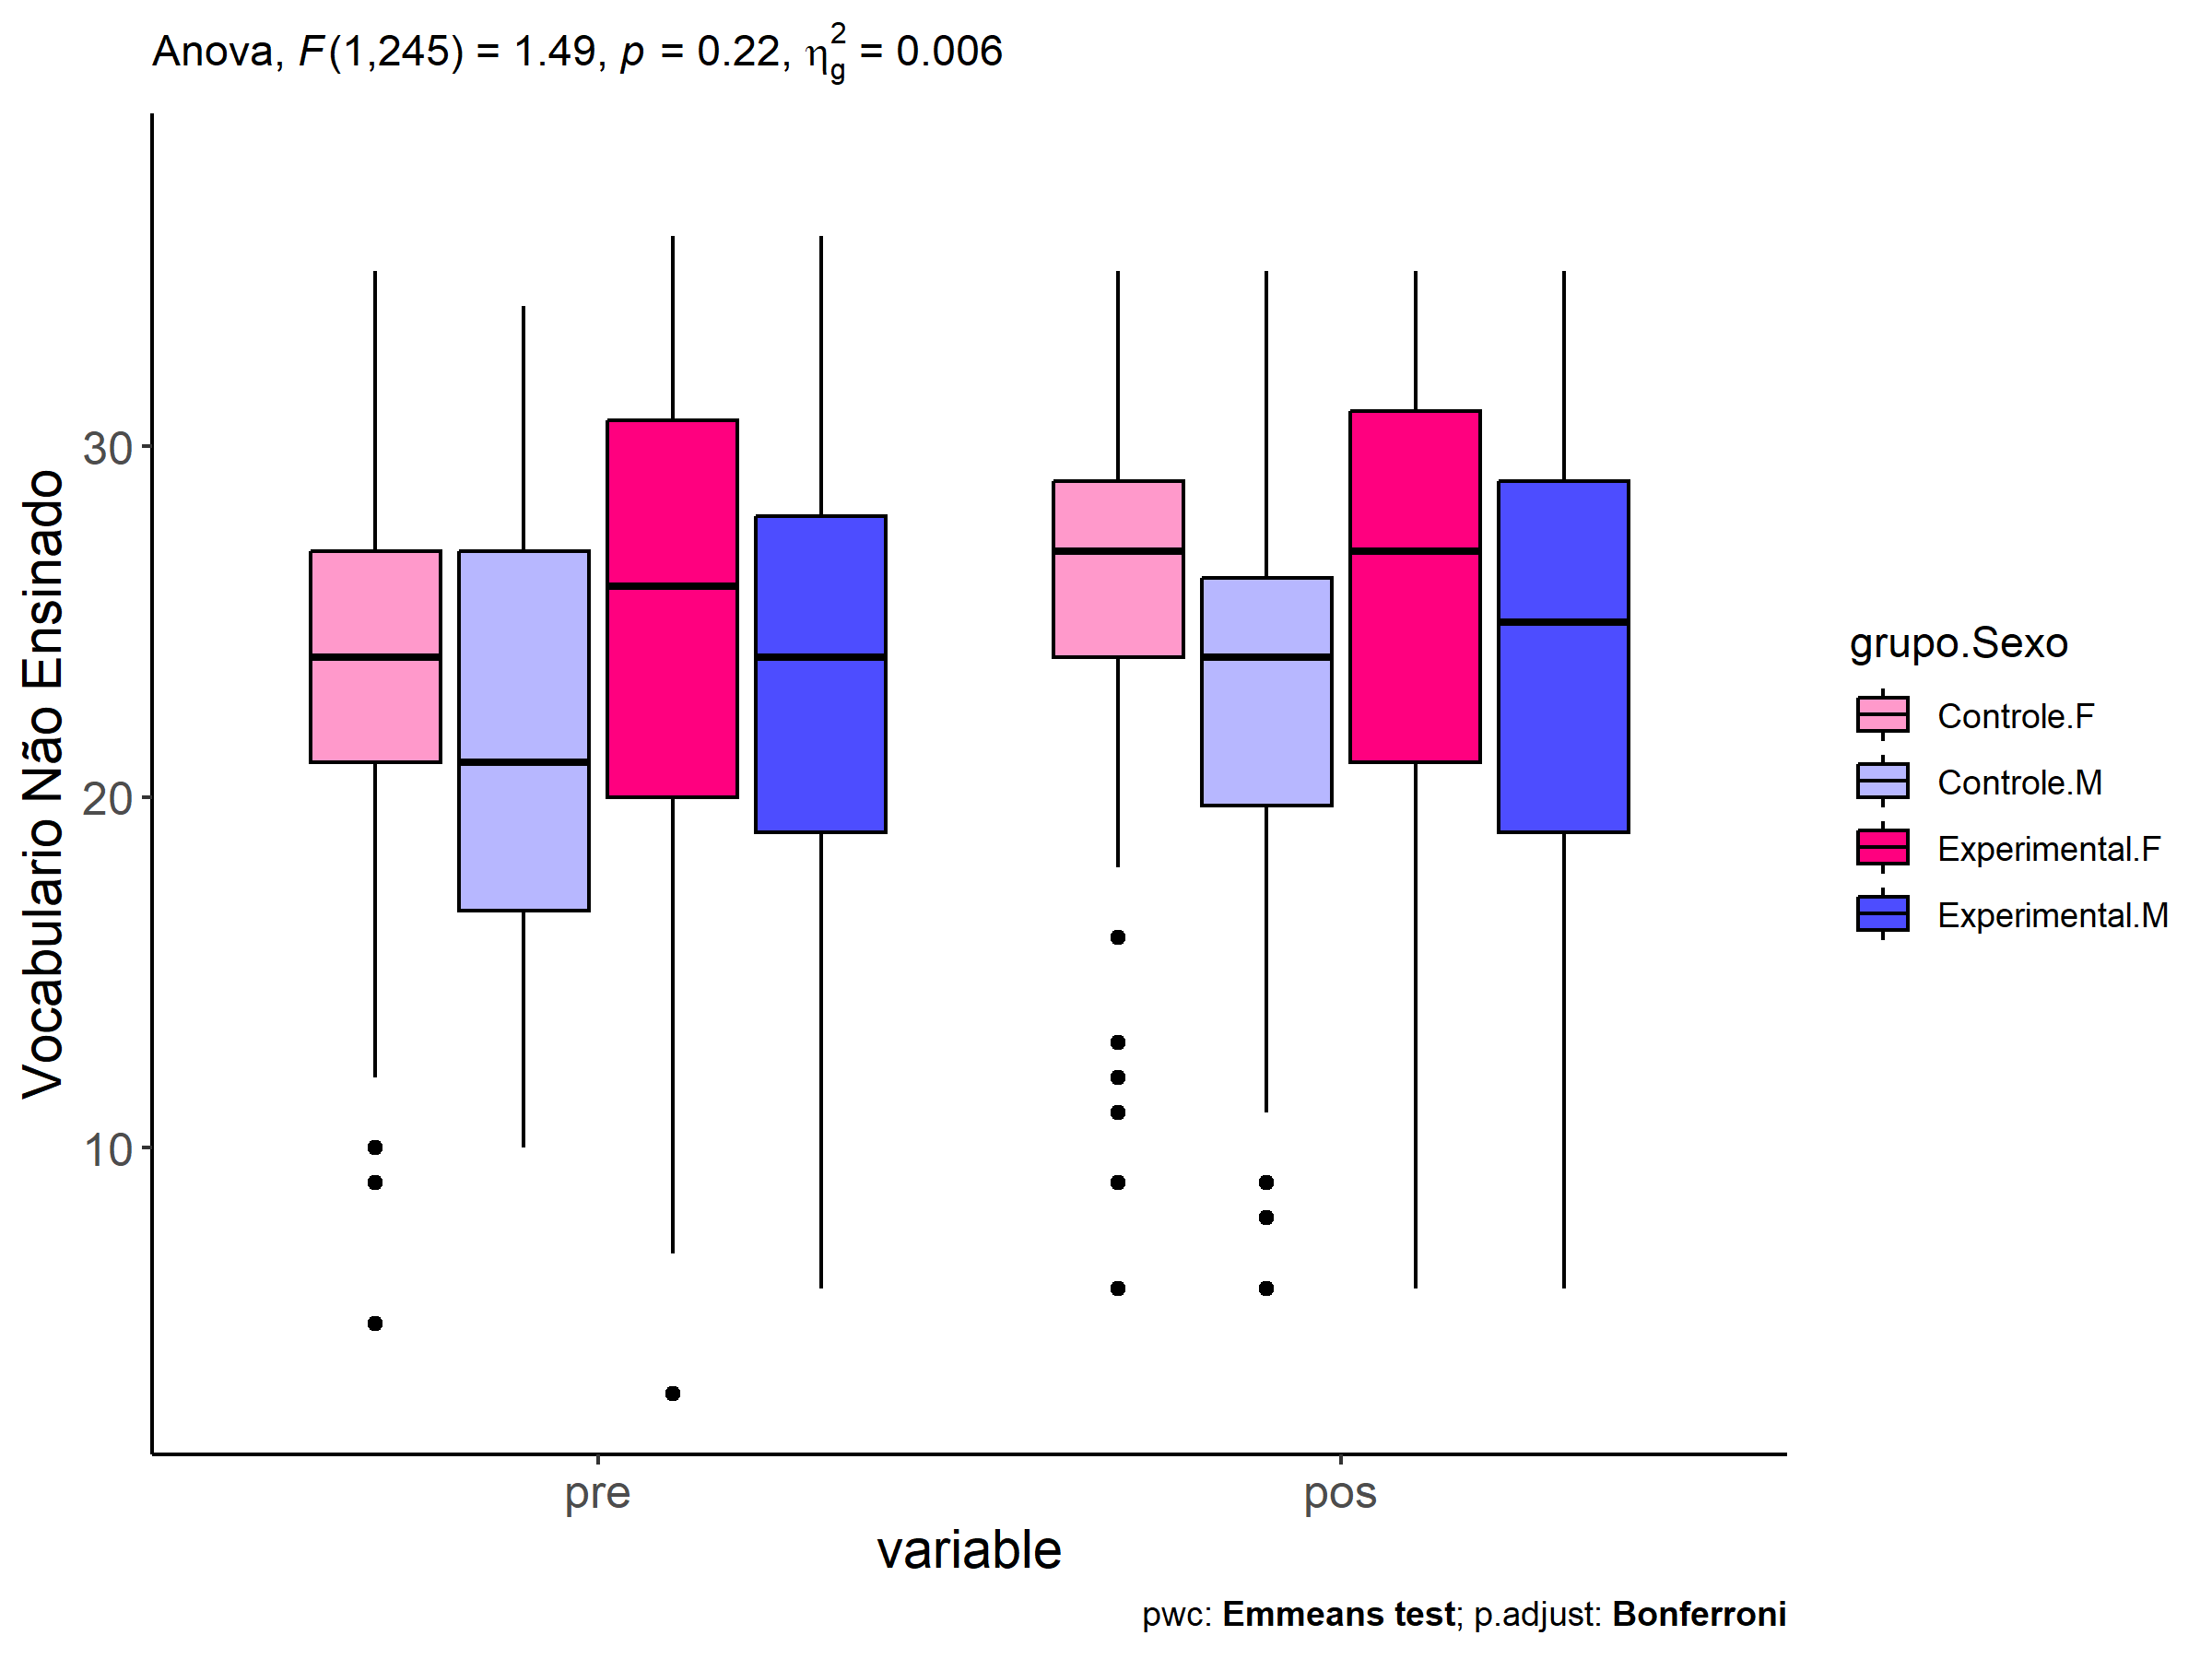 Anova, F(1,245) = 1.49, p = 0.22, η²g = 0.006
Vocabulario Não Ensinado
30
20
10
pre
pos
variable
grupo.Sexo
Controle.F
Controle.M
Experimental.F
Experimental.M
pwc: Emmeans test; p.adjust: Bonferroni